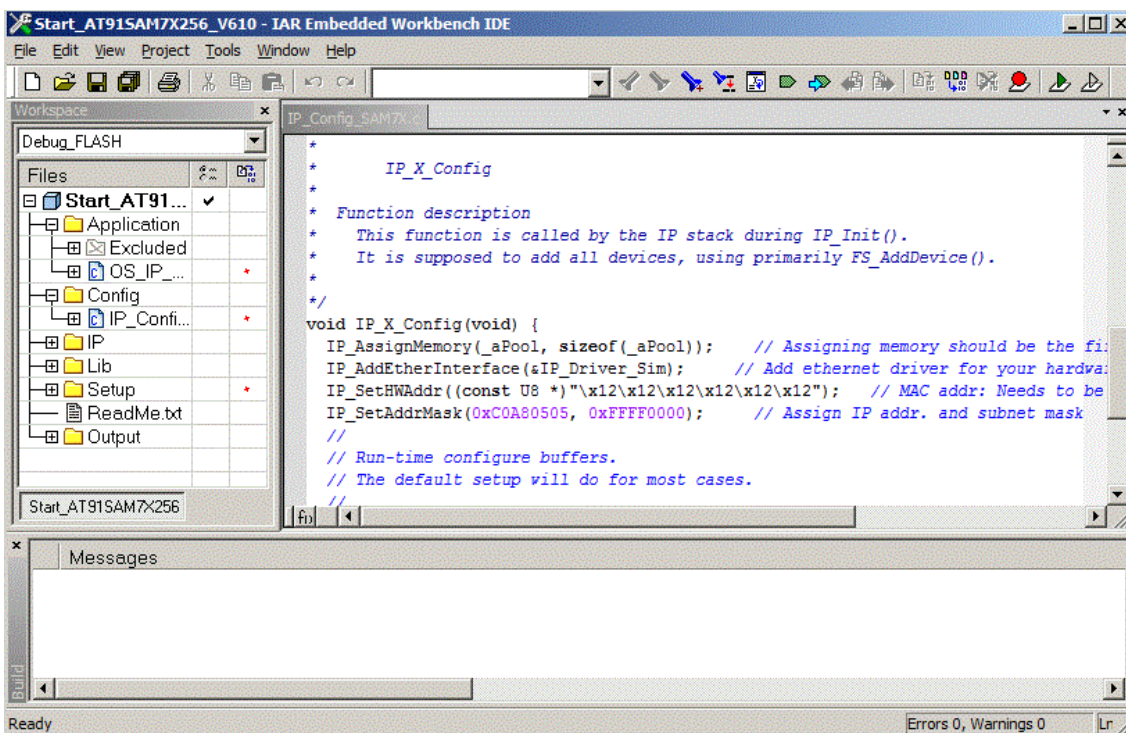 Start_AT91SAM7X256_V610 - IAR Embedded Workbench IDE
File Edit View Project Tools Window Help
Workspace
Debug_FLASH
Files
Start_AT91...
Application
Excluded
OS_IP_...
Config
IP_Confi...
IP
Lib
Setup
ReadMe.txt
Output
Start_AT91SAM7X256
IP_Config_SAM7X.c
*
* IP_X_Config
*
* Function description
* This function is called by the IP stack during IP_Init().
* It is supposed to add all devices, using primarily FS_AddDevice().
*
*/
void IP_X_Config(void) {
IP_AssignMemory(_aPool, sizeof(_aPool)); // Assigning memory should be the fi
IP_AddEtherInterface(&IP_Driver_Sim); // Add ethernet driver for your hardwa
IP_SetHWAddr((const U8 *)"\x12\x12\x12\x12\x12\x12"); // MAC addr: Needs to be
IP_SetAddrMask(0xC0A80505, 0xFFFF0000); // Assign IP addr. and subnet mask
//
// Run-time configure buffers.
// The default setup will do for most cases.
//
Messages
Build
Ready
Errors 0, Warnings 0
Ln